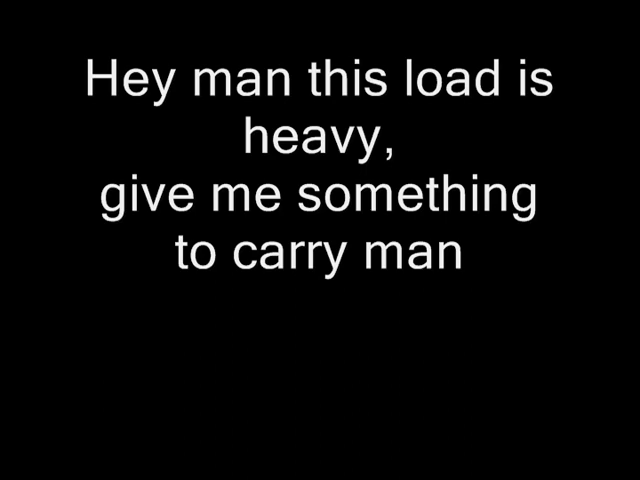 Hey man this load is
heavy,
give me something
to carry man